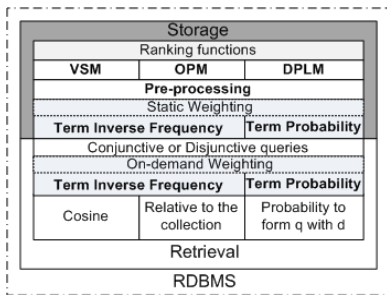 Storage
Ranking functions
VSM OPM DPLM
Pre-processing
Static Weighting
Term Inverse Frequency Term Probability
Conjunctive or Disjunctive queries
On-demand Weighting
Term Inverse Frequency Term Probability
Cosine Relative to the collection Probability to form q with d
Retrieval
RDBMS